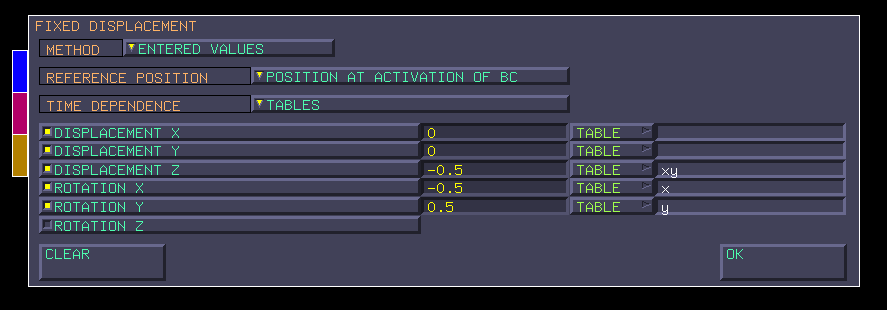 FIXED DISPLACEMENT
METHOD ENTERED VALUES
REFERENCE POSITION POSITION AT ACTIVATION OF BC
TIME DEPENDENCE TABLES
DISPLACEMENT X 0 TABLE
DISPLACEMENT Y 0 TABLE
DISPLACEMENT Z -0.5 TABLE xy
ROTATION X -0.5 TABLE x
ROTATION Y 0.5 TABLE y
ROTATION Z
CLEAR OK